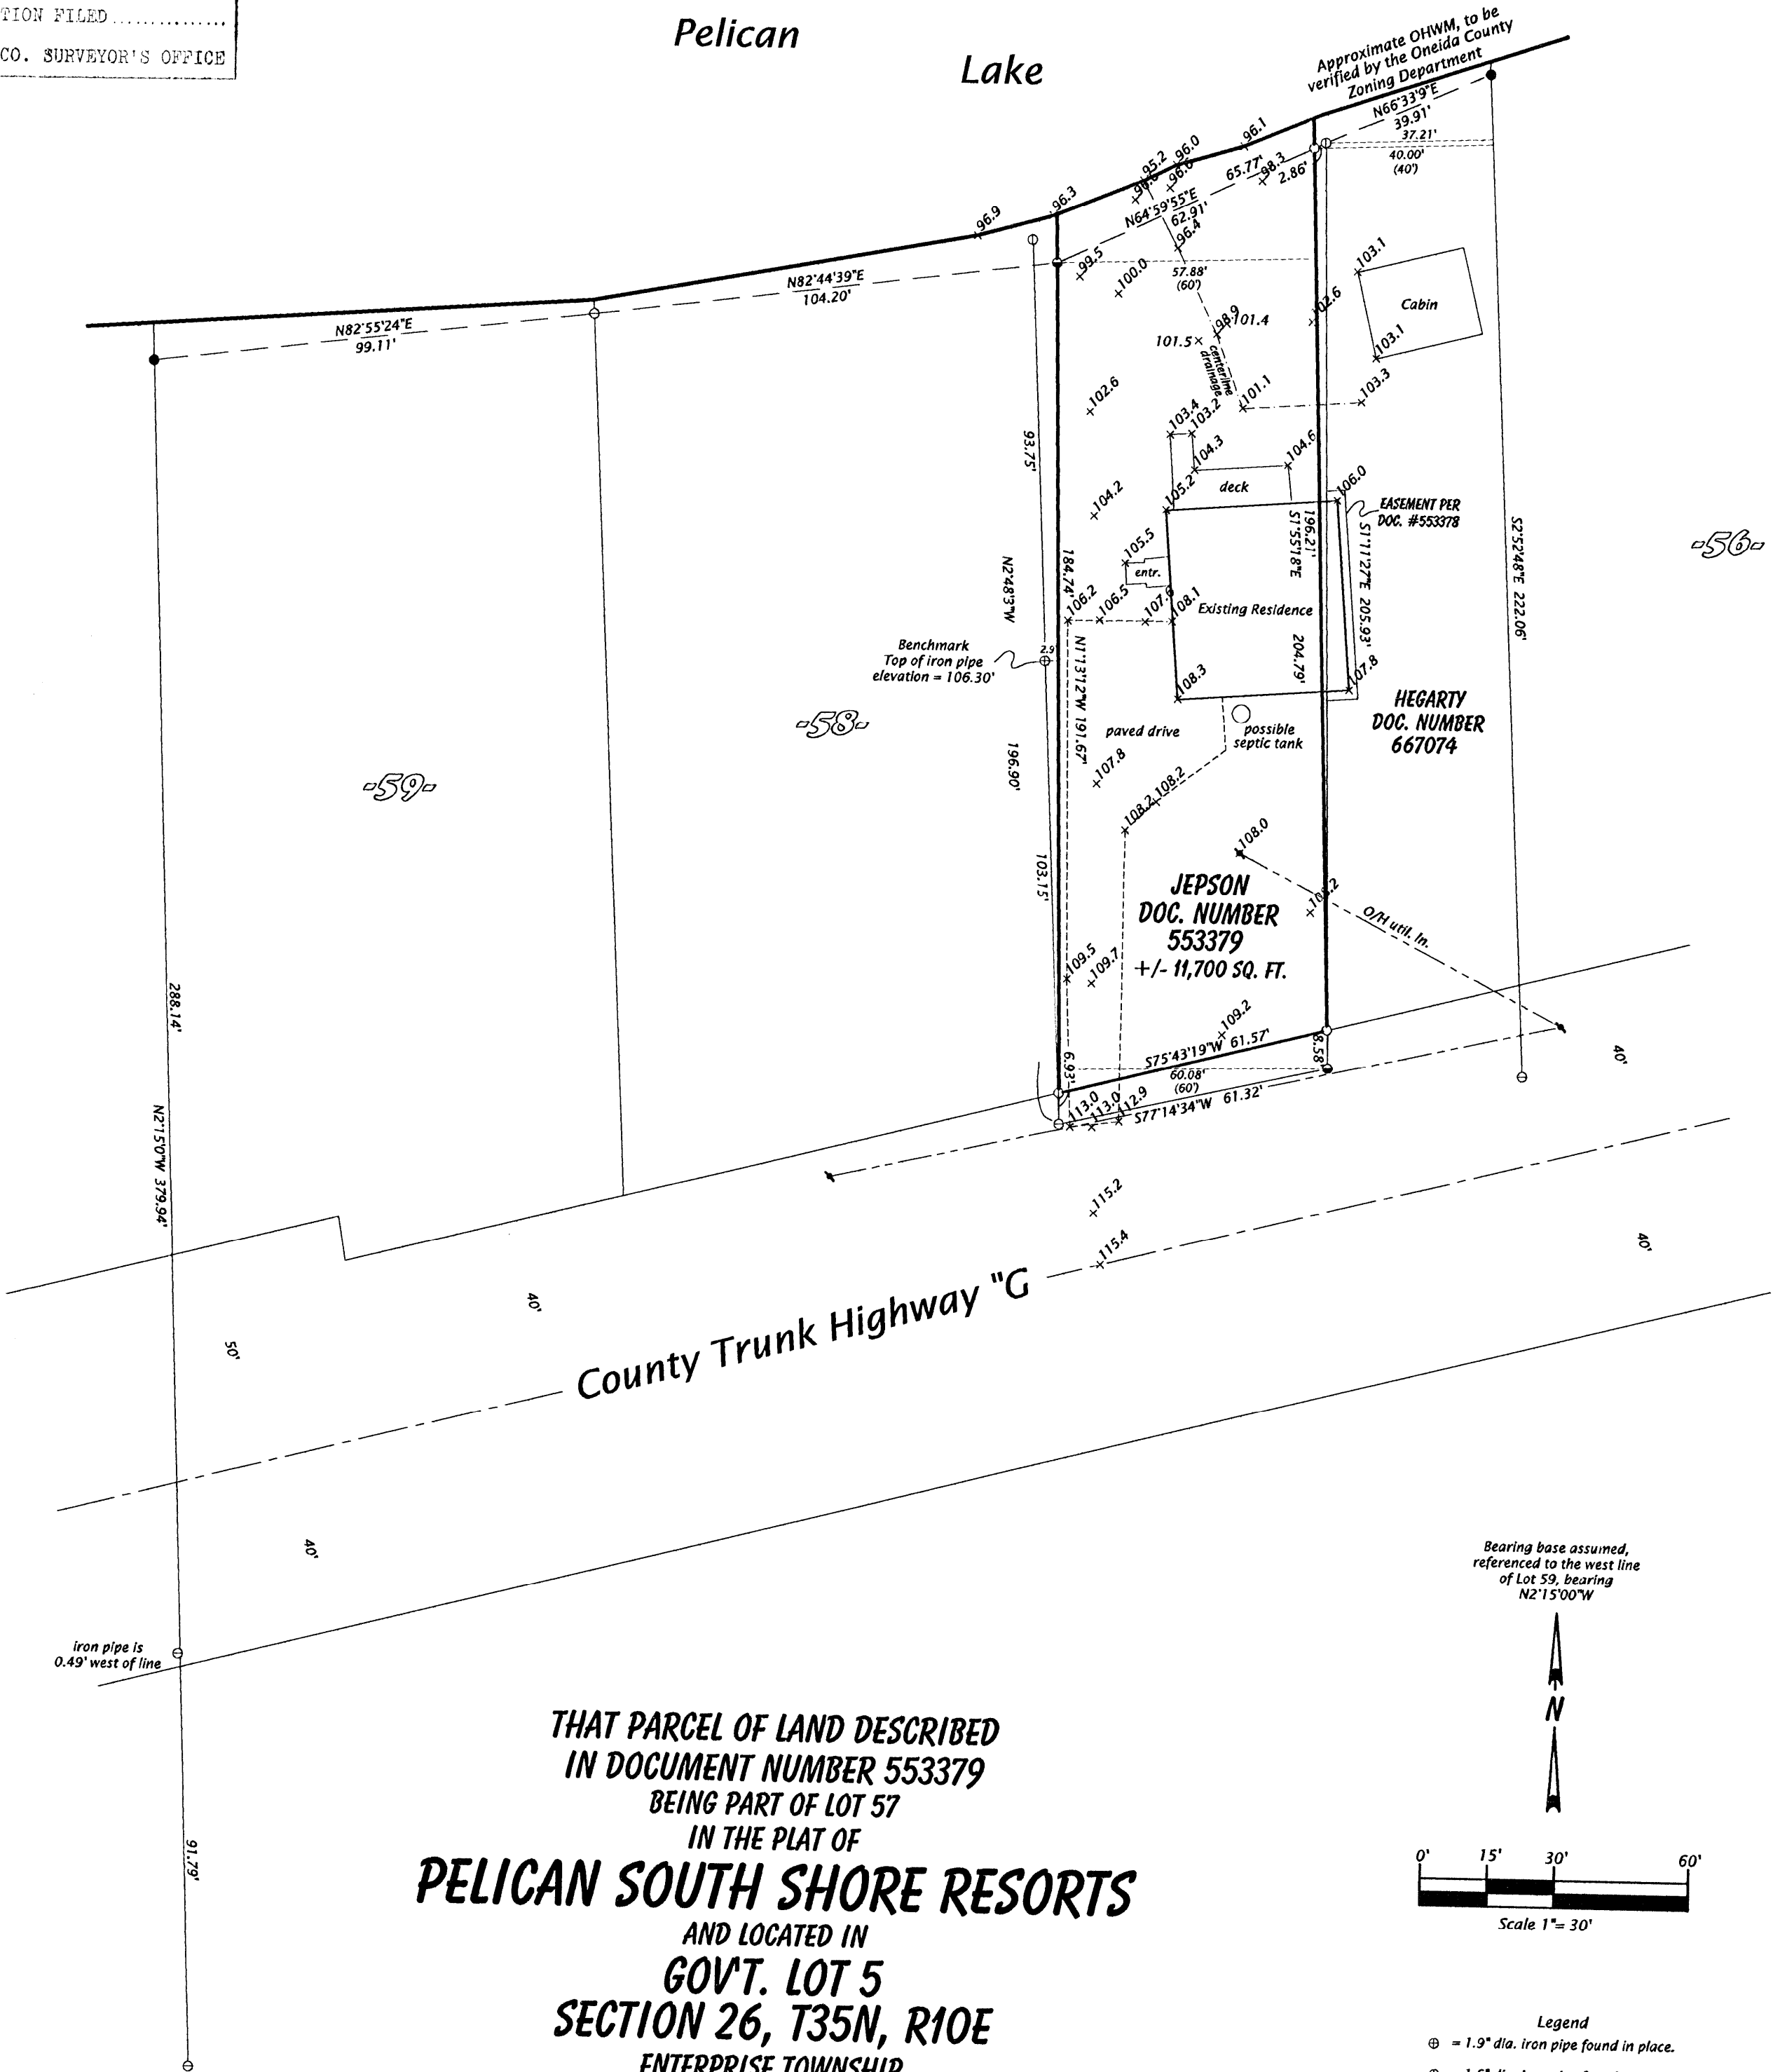 TION FILED..............
CO. SURVEYOR'S OFFICE
Pelican
Lake
Approximate OHWM, to be
verified by the Oneida County
Zoning Department
N66°33'9"E
39.91'
37.21'
40.00'
(40')
96.1
96.0
95.2
96.6
65.77'
98.3
2.86'
N64°59'55"E
62.91'
96.4
96.3
96.9
99.5
100.0
57.88'
(60')
N82°44'39"E
104.20'
N82°55'24"E
99.11'
103.1
Cabin
103.1
102.6
98.9
101.4
101.5
centerline
drainage
101.1
103.3
102.6
103.4
103.2
104.3
104.6
93.75'
deck
105.2
106.0
104.2
EASEMENT PER
DOC. #553378
196.21'
S1°55'18"E
S1°11'27"E 205.93'
S2°52'48"E 222.06'
-56-
105.5
entr.
N2°48'3"W
184.74'
106.2
106.5
107.6
108.1
Existing Residence
204.79'
Benchmark
Top of iron pipe
elevation = 106.30'
2.9'
N1°13'12"W 191.67'
108.3
107.8
HEGARTY
DOC. NUMBER
667074
-58-
paved drive
possible
septic tank
196.90'
107.8
108.2
108.2
-59-
108.0
103.15'
JEPSON
DOC. NUMBER
553379
+/- 11,700 SQ. FT.
108.2
O/H util. ln.
109.5
109.7
288.14'
109.2
S75°43'19"W 61.57'
8.58'
6.93'
60.08'
(60')
S77°14'34"W 61.32'
113.0
113.0
112.9
40'
N2°15'0"W 379.94'
115.2
115.4
40'
40'
50'
County Trunk Highway "G
40'
iron pipe is
0.49' west of line
Bearing base assumed,
referenced to the west line
of Lot 59, bearing
N2°15'00"W
N
THAT PARCEL OF LAND DESCRIBED
IN DOCUMENT NUMBER 553379
BEING PART OF LOT 57
IN THE PLAT OF
PELICAN SOUTH SHORE RESORTS
AND LOCATED IN
GOV'T. LOT 5
SECTION 26, T35N, R10E
ENTERPRISE TOWNSHIP
91.79'
0' 15' 30' 60'
Scale 1"= 30'
Legend
= 1.9" dia. iron pipe found in place.